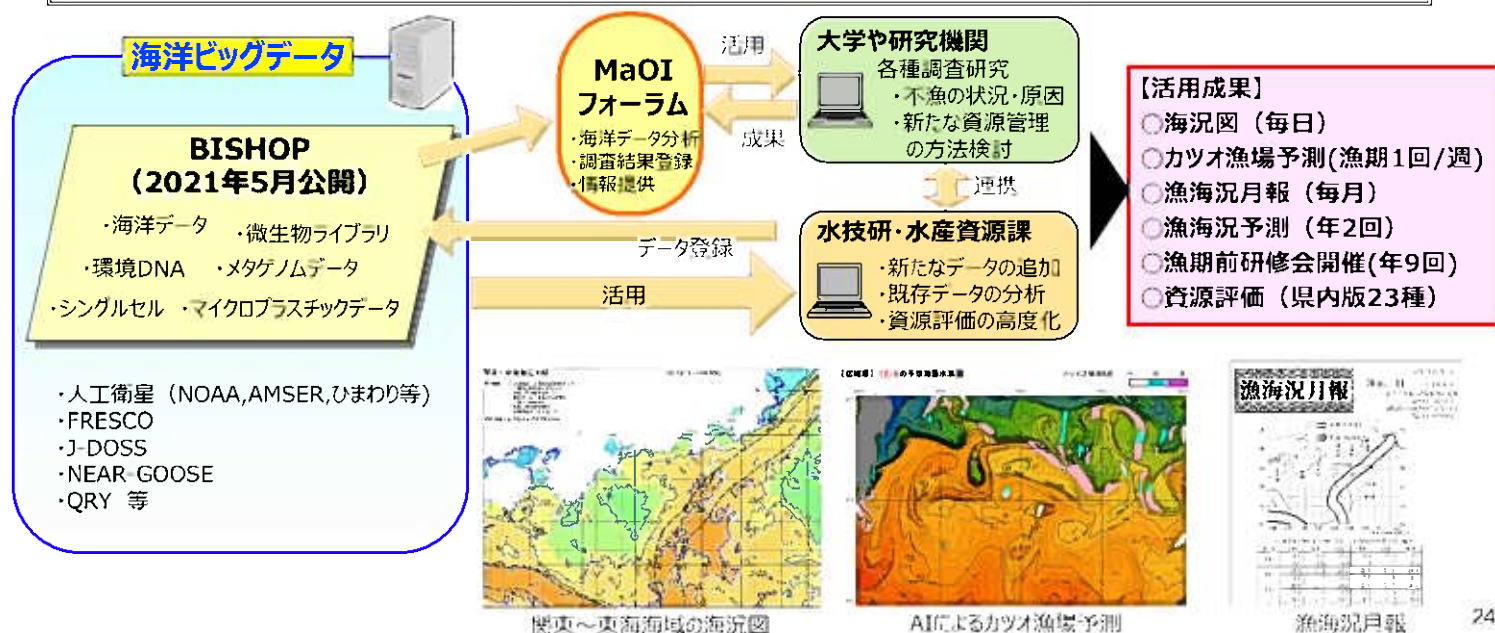 海洋ビッグデータ
BISHOP
(2021年5月公開)
・海洋データ ・微生物ライブラリ
・環境DNA ・メタゲノムデータ
・シングルセル ・マイクロプラスチックデータ
・人工衛星（NOAA,AMSER,ひまわり等)
・FRESCO
・J-DOSS
・NEAR-GOOSE
・QRY 等
MaOI
フォーラム
・海洋データ分析
・調査結果登録
・情報提供
活用
成果
データ登録
活用
大学や研究機関
各種調査研究
・不漁の状況・原因
・新たな資源管理
の方法検討
連携
水技研・水産資源課
・新たなデータの追加
・既存データの分析
・資源評価の高度化
【活用成果】
○海況図（毎日）
○カツオ漁場予測(漁期1回/週)
○漁海況月報（毎月）
○漁海況予測（年2回）
○漁期前研修会開催(年9回)
○資源評価（県内版23種）
漁海況月報
関東～東海海域の海況図
AIによるカツオ漁場予測
漁海況月報
24